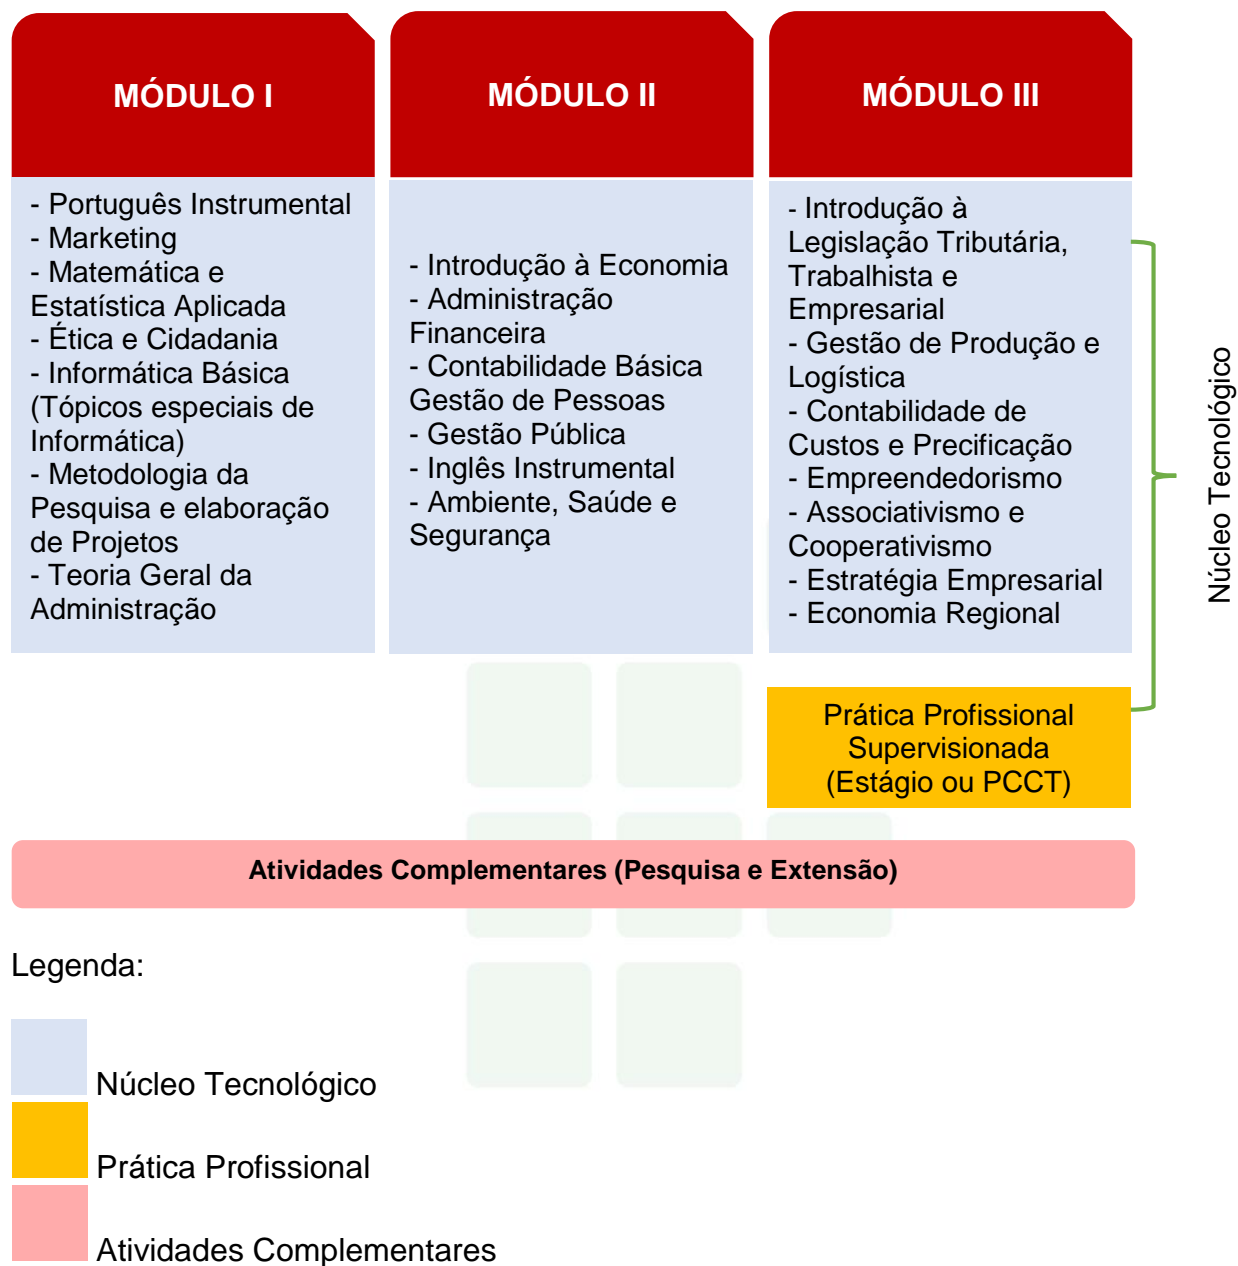 MÓDULO I
- Português Instrumental
- Marketing
- Matemática e
Estatística Aplicada
- Ética e Cidadania
- Informática Básica
(Tópicos especiais de
Informática)
- Metodologia da
Pesquisa e elaboração
de Projetos
- Teoria Geral da
Administração
MÓDULO II
- Introdução à Economia
- Administração
Financeira
- Contabilidade Básica
Gestão de Pessoas
- Gestão Pública
- Inglês Instrumental
- Ambiente, Saúde e
Segurança
MÓDULO III
- Introdução à
Legislação Tributária,
Trabalhista e
Empresarial
- Gestão de Produção e
Logística
- Contabilidade de
Custos e Precificação
- Empreendedorismo
- Associativismo e
Cooperativismo
- Estratégia Empresarial
- Economia Regional
Prática Profissional
Supervisionada
(Estágio ou PCCT)
Núcleo Tecnológico
Atividades Complementares (Pesquisa e Extensão)
Legenda:
Núcleo Tecnológico
Prática Profissional
Atividades Complementares